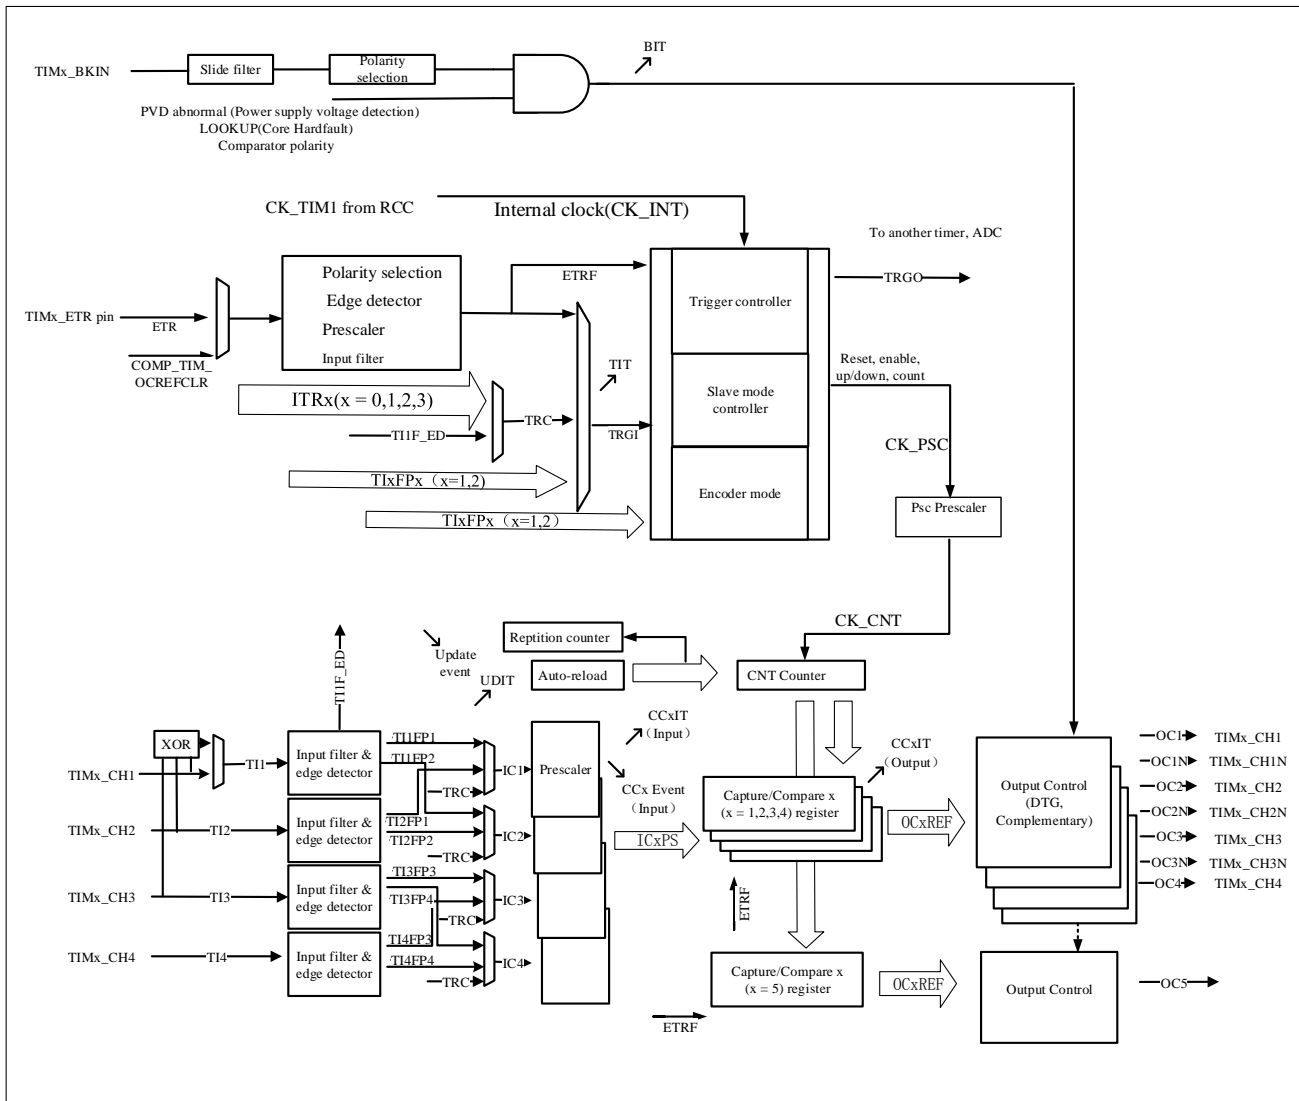 BIT
TIMx_BKIN
Slide filter
Polarity
selection
PVD abnormal (Power supply voltage detection)
LOOKUP(Core Hardfault)
Comparator polarity
CK_TIM1 from RCC
Internal clock(CK_INT)
To another timer, ADC
ETRF
TRGO
Polarity selection
Edge detector
Prescaler
Input filter
Trigger controller
TIMx_ETR pin
ETR
COMP_TIM_
OCREFCLR
TIT
Reset, enable,
up/down, count
ITRx(x = 0,1,2,3)
TRC
TI1F_ED
TRGI
Slave mode
controller
CK_PSC
TIxFPx（x=1,2)
Encoder mode
TIxFPx（x=1,2）
Psc Prescaler
CK_CNT
Reptition counter
Update
event
Auto-reload
CNT Counter
UDIT
TI1F_ED
CCxIT
（Input）
XOR
TI1
Input filter &
edge detector
TI1FP1
TI1FP2
IC1
TRC
Prescaler
CCx Event
（Input）
CCxIT
（Output）
TIMx_CH1
TIMx_CH2
TI2
Input filter &
edge detector
TI2FP1
TI2FP2
IC2
TRC
ICxPS
Capture/Compare x
(x = 1,2,3,4) register
OCxREF
Output Control
(DTG,
Complementary)
OC1
TIMx_CH1
OC1N
TIMx_CH1N
OC2
TIMx_CH2
OC2N
TIMx_CH2N
OC3
TIMx_CH3
OC3N
TIMx_CH3N
OC4
TIMx_CH4
TIMx_CH3
TI3
Input filter &
edge detector
TI3FP3
TI3FP4
IC3
TRC
ETRF
TIMx_CH4
TI4
Input filter &
edge detector
TI4FP3
TI4FP4
IC4
TRC
Capture/Compare x
(x = 5) register
OCxREF
Output Control
OC5
ETRF